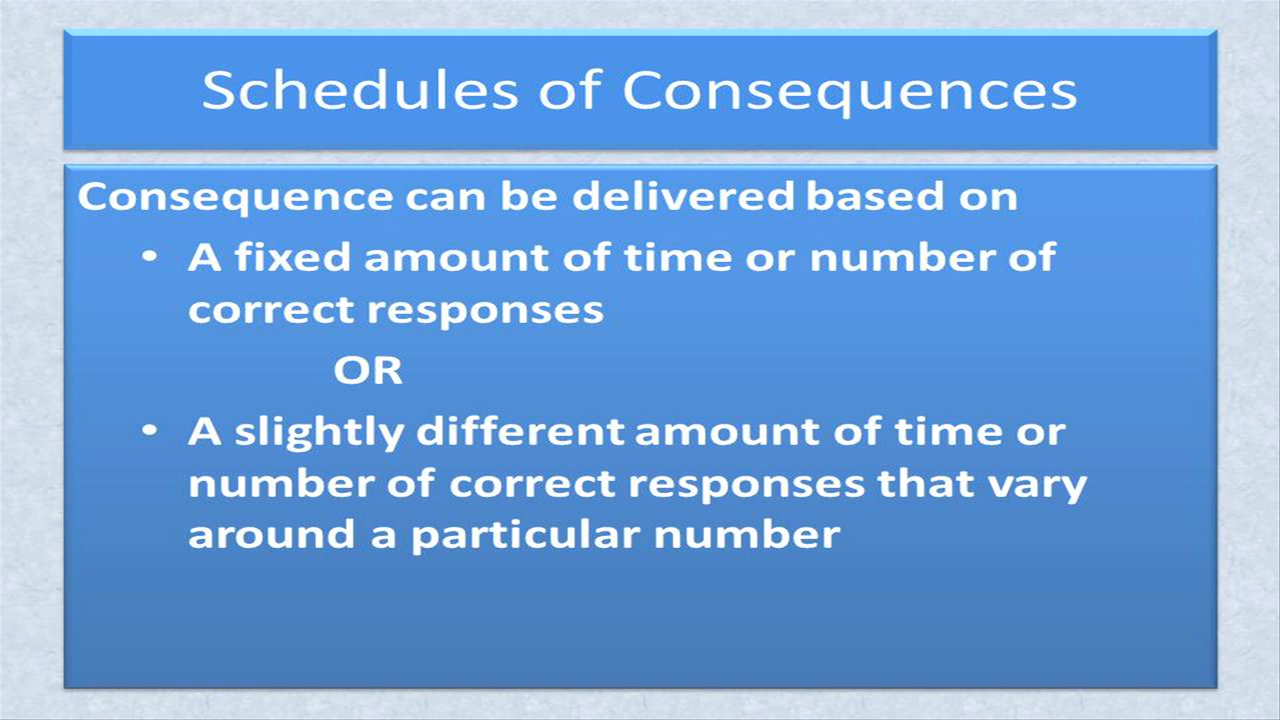 Schedules of Consequences
Consequence can be delivered based on
• A fixed amount of time or number of
correct responses
OR
• A slightly different amount of time or
number of correct responses that vary
around a particular number